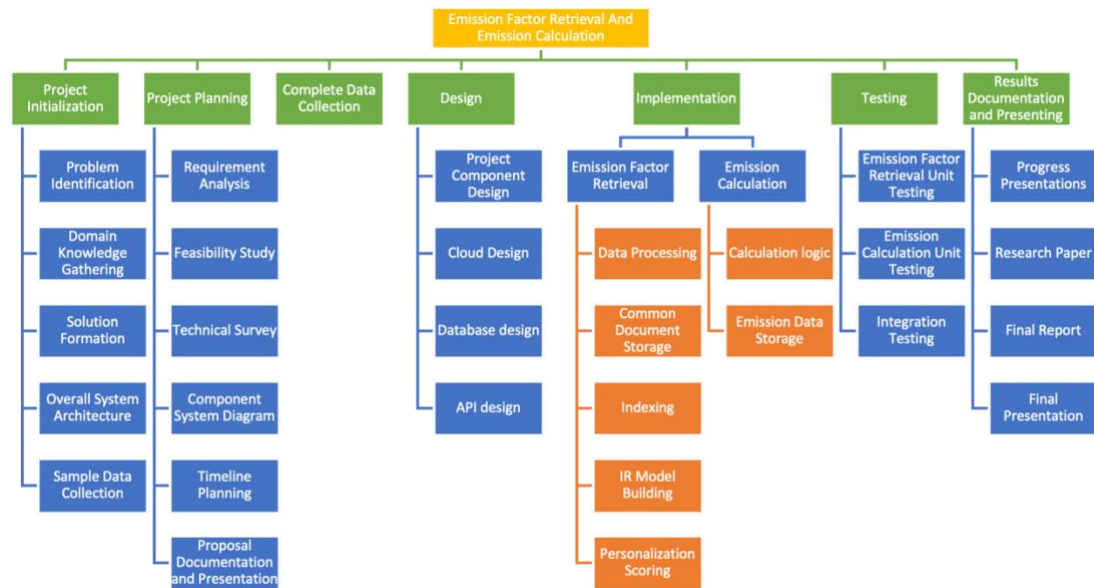 Emission Factor Retrieval And
Emission Calculation
Project
Initialization
Project Planning
Complete Data
Collection
Design
Implementation
Testing
Results
Documentation
and Presenting
Problem
Identification
Domain
Knowledge
Gathering
Solution
Formation
Overall System
Architecture
Sample Data
Collection
Requirement
Analysis
Feasibility Study
Technical Survey
Component
System Diagram
Timeline
Planning
Proposal
Documentation
and Presentation
Project
Component
Design
Cloud Design
Database design
API design
Emission Factor
Retrieval
Data Processing
Common
Document
Storage
Indexing
IR Model
Building
Personalization
Scoring
Emission
Calculation
Calculation logic
Emission Data
Storage
Emission Factor
Retrieval Unit
Testing
Emission
Calculation Unit
Testing
Integration
Testing
Progress
Presentations
Research Paper
Final Report
Final
Presentation